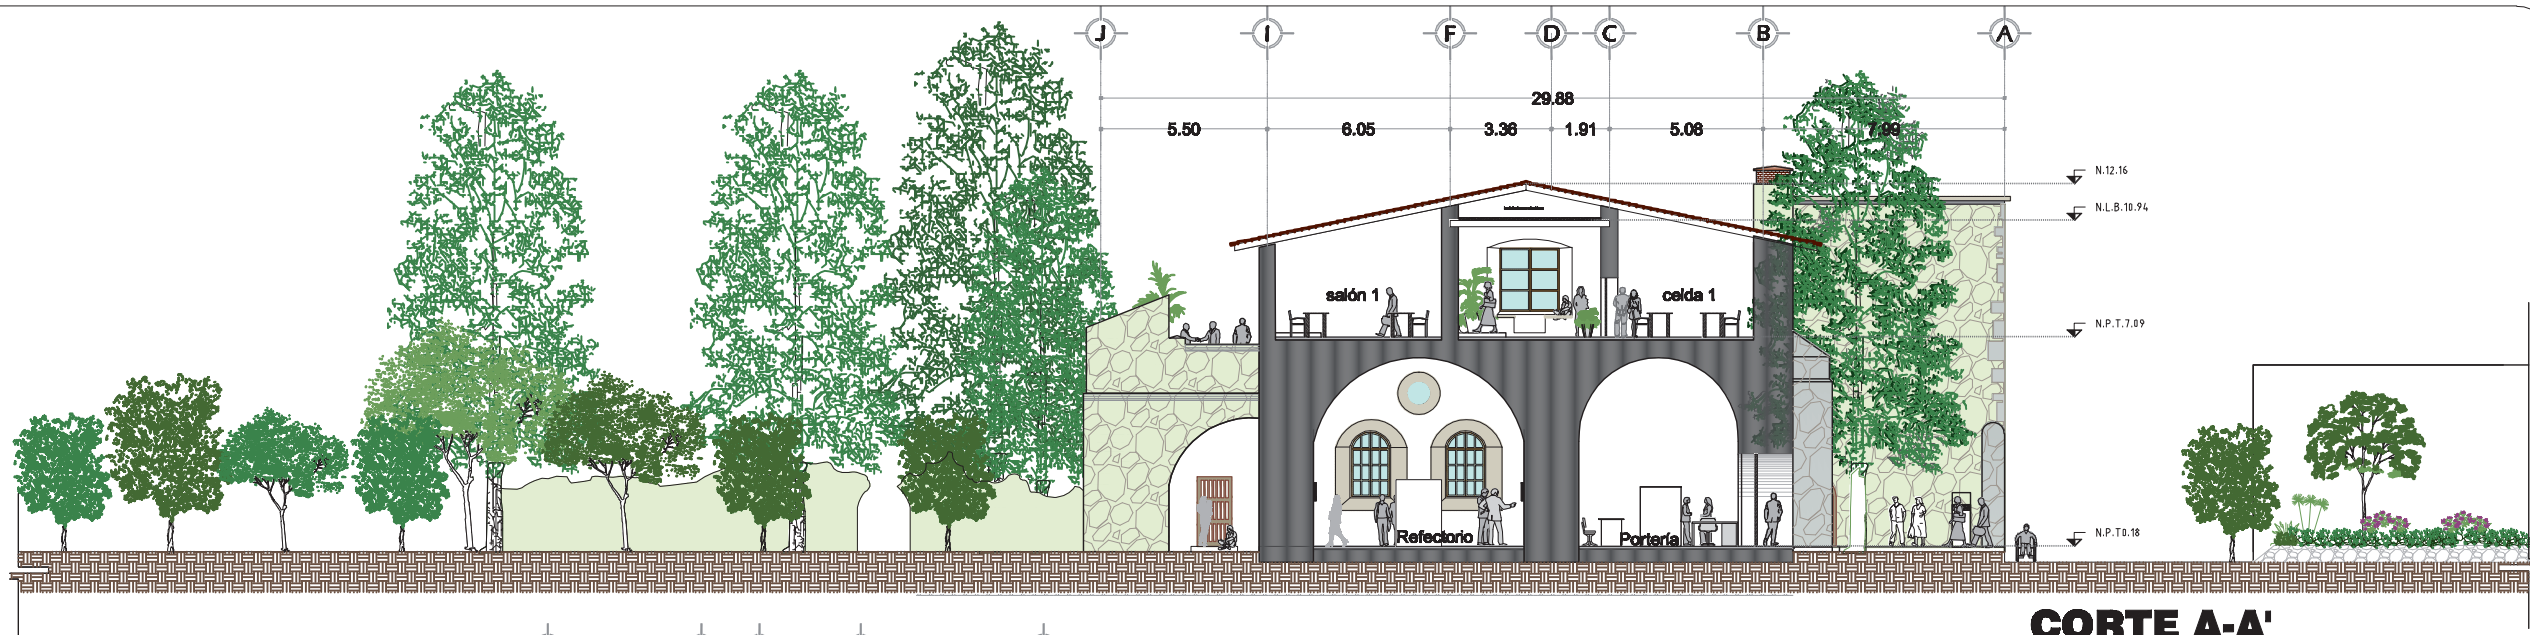 J I F D C B A
29.88
5.50 6.05 3.36 1.91 5.08 7.99
N.12.16
N.L.B.10.94
salón 1 celda 1
N.P.T.7.09
Refectorio Portería
N.P.T0.18
CORTE A-A'